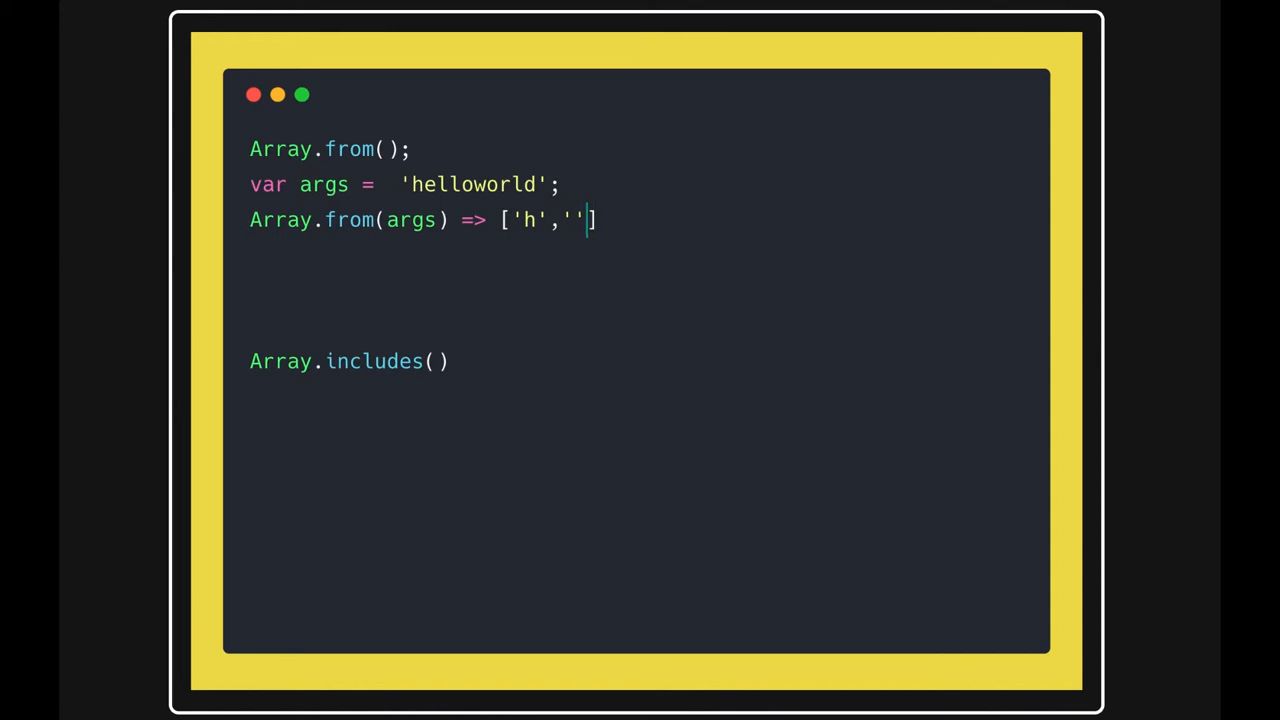 Array.from();
var args =  'helloworld';
Array.from(args) => ['h','']
Array.includes()